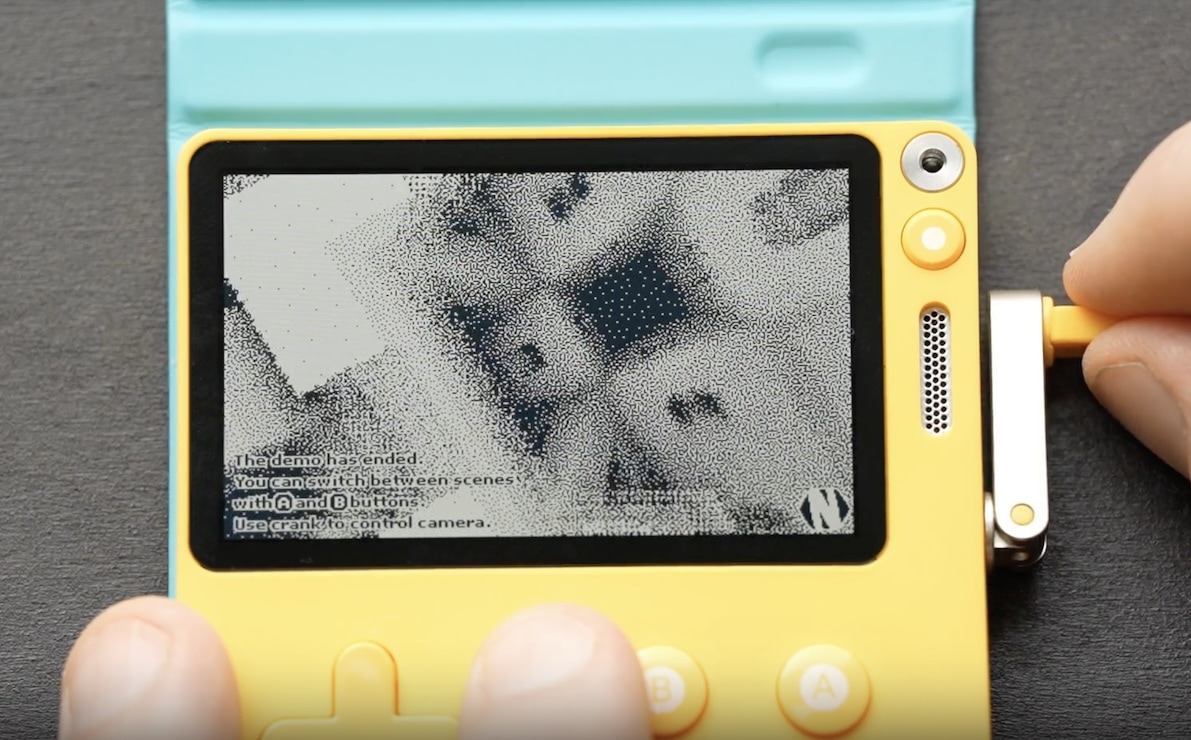 The demo has ended.
You can switch between scenes
with A and B buttons.
Use crank to control camera.
N
B
A